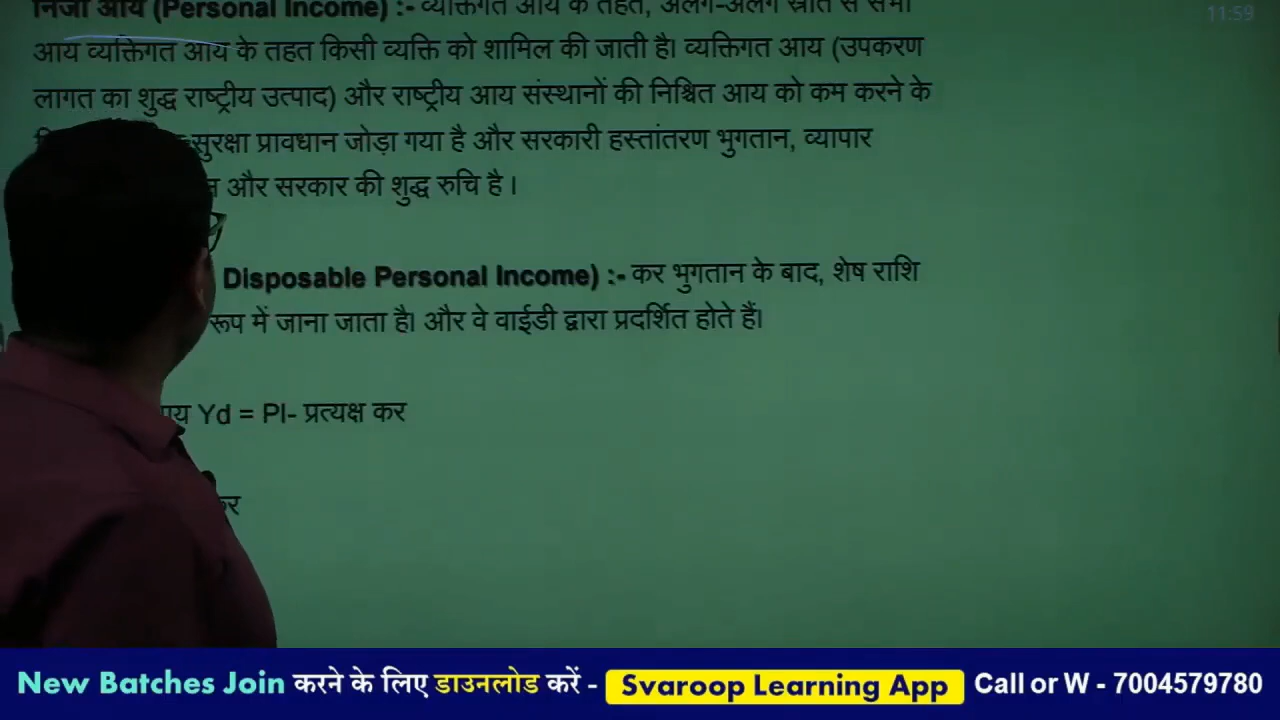 निजी आय (Personal Income) :- व्यक्तिगत आय के तहत, अलग-अलग स्रोत से सभी
11:59
आय व्यक्तिगत आय के तहत किसी व्यक्ति को शामिल की जाती है। व्यक्तिगत आय (उपकरण
लागत का शुद्ध राष्ट्रीय उत्पाद) और राष्ट्रीय आय संस्थानों की निश्चित आय को कम करने के
सुरक्षा प्रावधान जोड़ा गया है और सरकारी हस्तांतरण भुगतान, व्यापार
और सरकार की शुद्ध रुचि है ।
Disposable Personal Income) :- कर भुगतान के बाद, शेष राशि
रूप में जाना जाता है। और वे वाईडी द्वारा प्रदर्शित होते हैं।
Yd = PI- प्रत्यक्ष कर
New Batches Join करने के लिए डाउनलोड करें - Svaroop Learning App Call or W - 7004579780